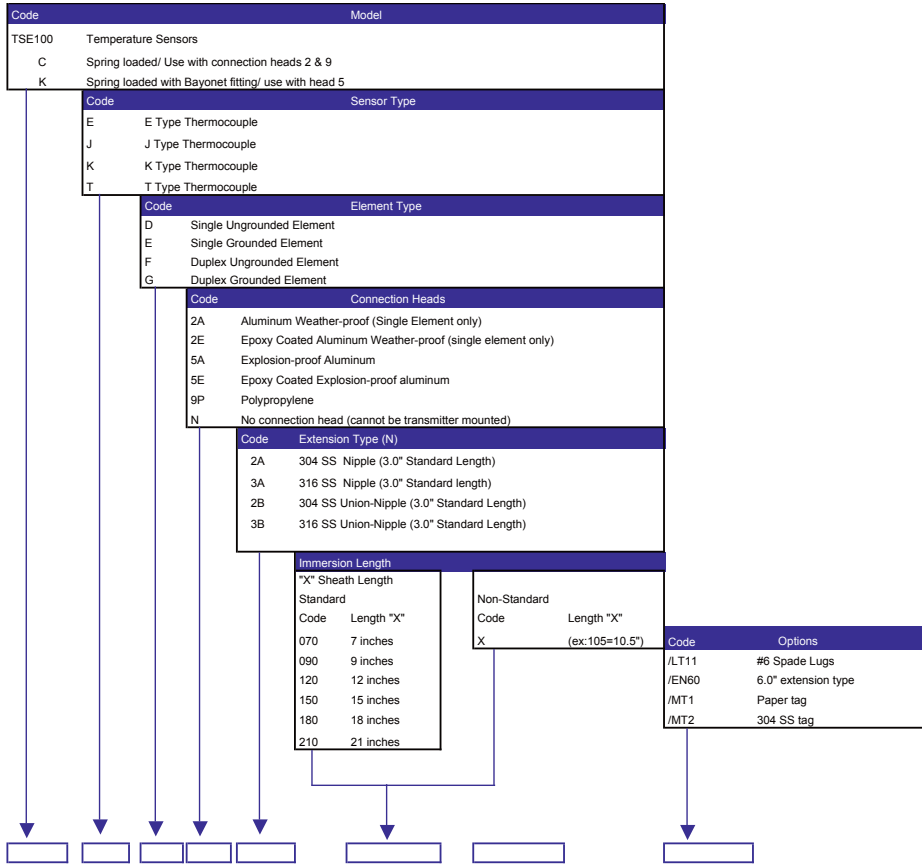 Code Model
TSE100 Temperature Sensors
C Spring loaded/ Use with connection heads 2 & 9
K Spring loaded with Bayonet fitting/ use with head 5
Code Sensor Type
E E Type Thermocouple
J J Type Thermocouple
K K Type Thermocouple
T T Type Thermocouple
Code Element Type
D Single Ungrounded Element
E Single Grounded Element
F Duplex Ungrounded Element
G Duplex Grounded Element
Code Connection Heads
2A Aluminum Weather-proof (Single Element only)
2E Epoxy Coated Aluminum Weather-proof (single element only)
5A Explosion-proof Aluminum
5E Epoxy Coated Explosion-proof aluminum
9P Polypropylene
N No connection head (cannot be transmitter mounted)
Code Extension Type (N)
2A 304 SS Nipple (3.0" Standard Length)
3A 316 SS Nipple (3.0" Standard length)
2B 304 SS Union-Nipple (3.0" Standard Length)
3B 316 SS Union-Nipple (3.0" Standard Length)
Immersion Length
"X" Sheath Length
Standard
Code Length "X"
070 7 inches
090 9 inches
120 12 inches
150 15 inches
180 18 inches
210 21 inches
Non-Standard
Code Length "X"
X (ex:105=10.5")
Code Options
/LT11 #6 Spade Lugs
/EN60 6.0" extension type
/MT1 Paper tag
/MT2 304 SS tag